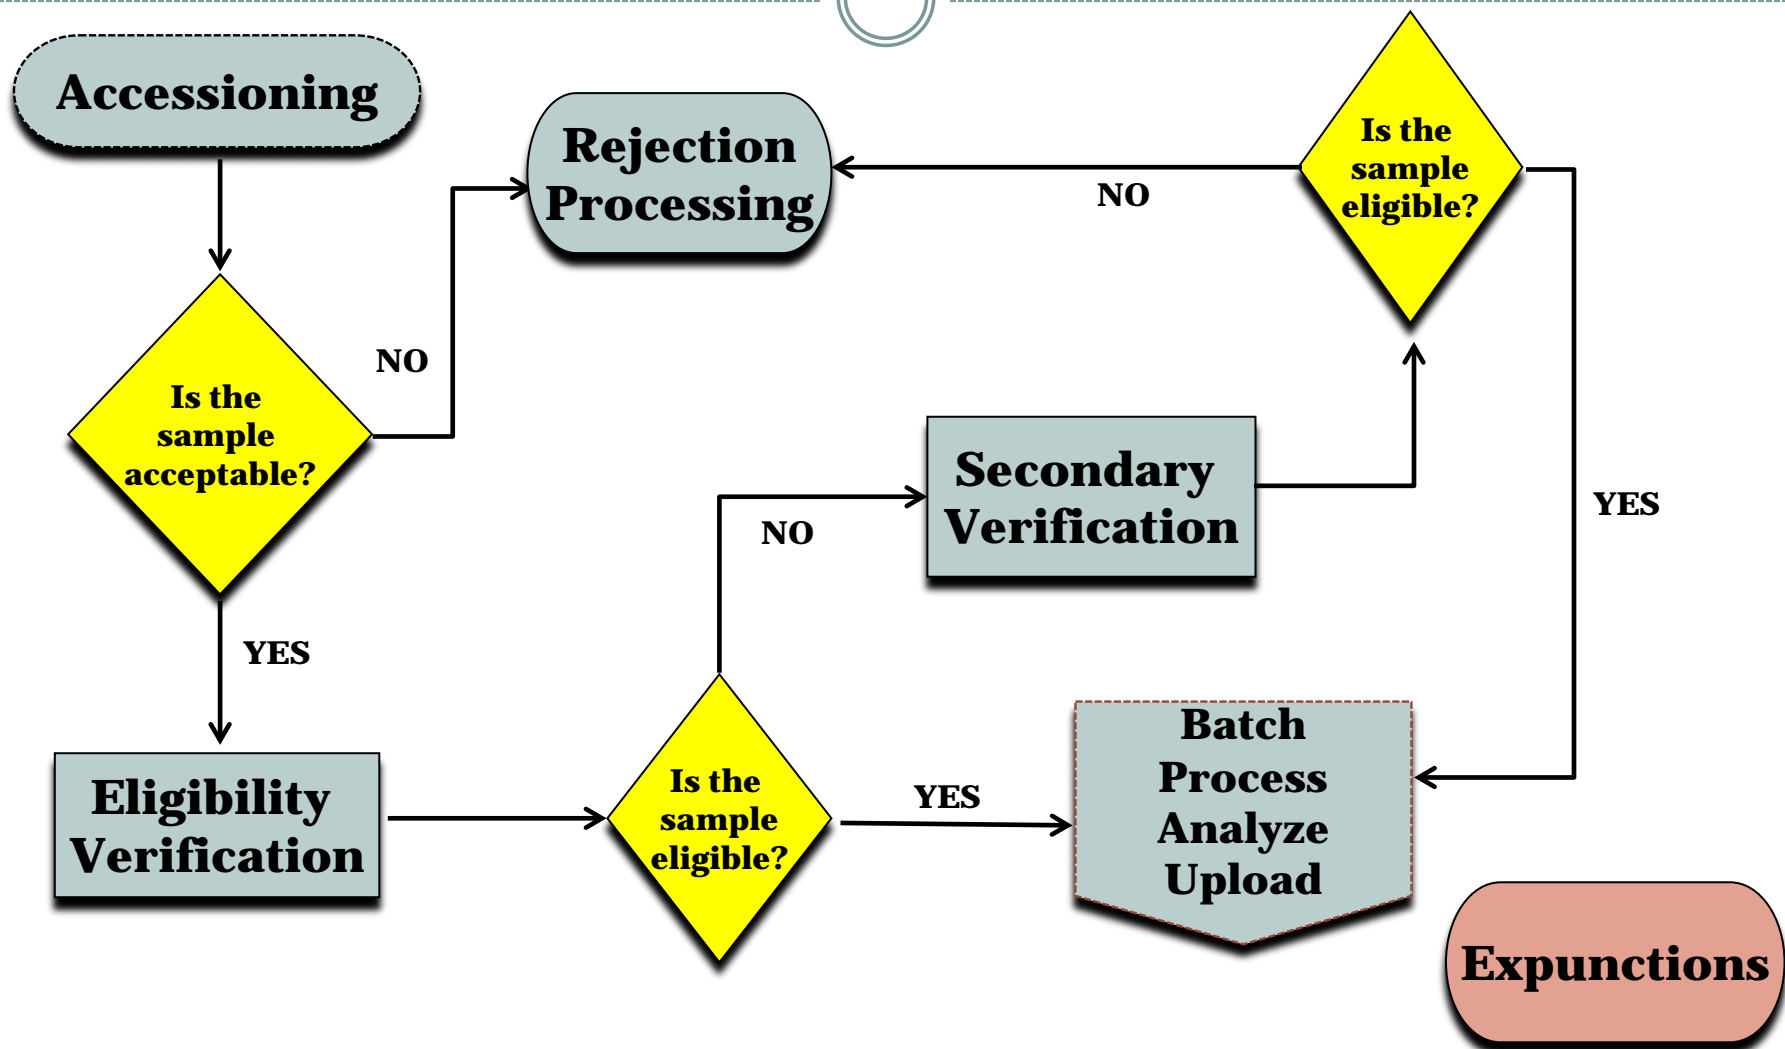 Accessioning
Rejection
Processing
Is the
sample
eligible?
NO
NO
Is the
sample
acceptable?
Secondary
Verification
YES
NO
YES
Eligibility
Verification
Is the
sample
eligible?
YES
Batch
Process
Analyze
Upload
Expunctions